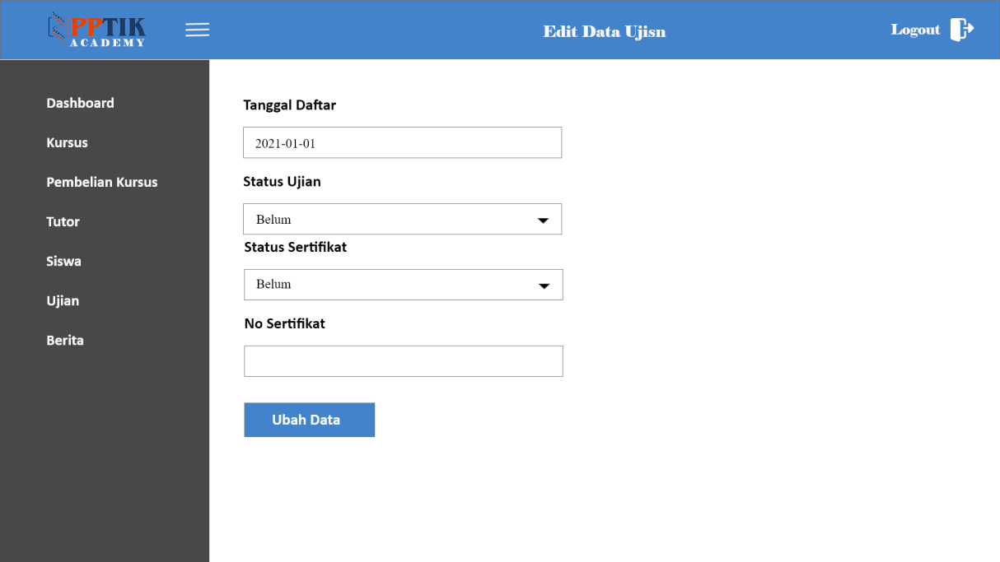 PPTIK
ACADEMY
Edit Data Ujisn
Logout
Dashboard
Kursus
Pembelian Kursus
Tutor
Siswa
Ujian
Berita
Tanggal Daftar
2021-01-01
Status Ujian
Belum
Status Sertifikat
Belum
No Sertifikat
Ubah Data